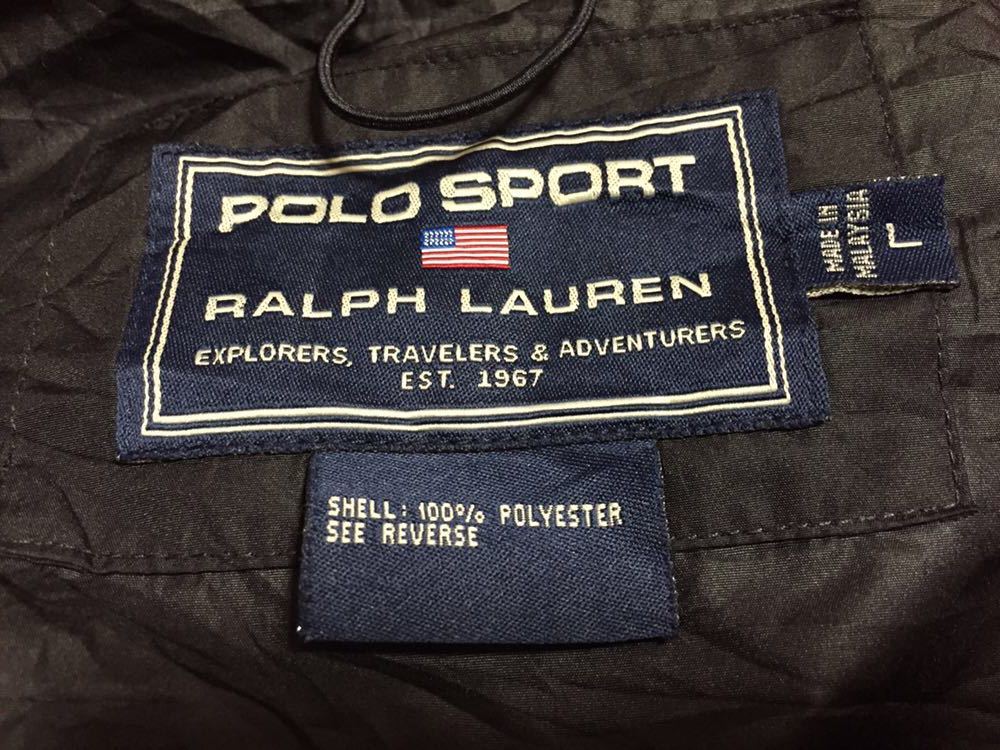 POLO SPORT
RALPH LAUREN
EXPLORERS, TRAVELERS & ADVENTURERS
EST. 1967
MADE IN
MALAYSIA
L
SHELL: 100% POLYESTER
SEE REVERSE